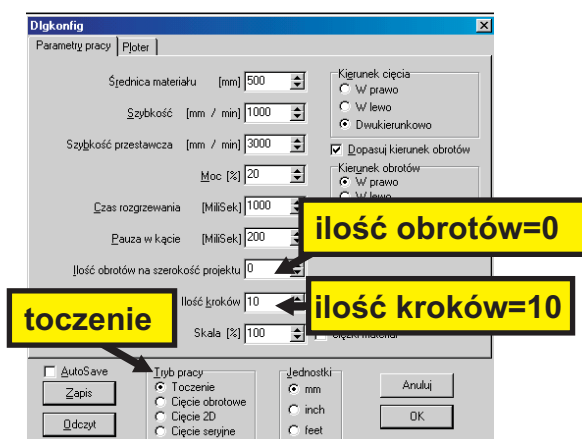 DIgkonfig
Parametry pracy
Ploter
Średnica materiału [mm] 500
Szybkość [mm / min] 1000
Szybkość przestawcza [mm / min] 3000
Moc [%] 20
Czas rozgrzewania [MiliSek] 1000
Pauza w kącie [MiliSek] 200
Ilość obrotów na szerokość projektu 0
Ilość kroków 10
Skala [%] 100
Kierunek cięcia
W prawo
W lewo
Dwukierunkowo
Dopasuj kierunek obrotów
Kierunek obrotów
W prawo
W lewo
ilość obrotów=0
ilość kroków=10
toczenie
AutoSave
Zapis
Odczyt
Tryb pracy
Toczenie
Cięcie obrotowe
Cięcie 2D
Cięcie seryjne
Jednostki
mm
inch
feet
Anuluj
OK